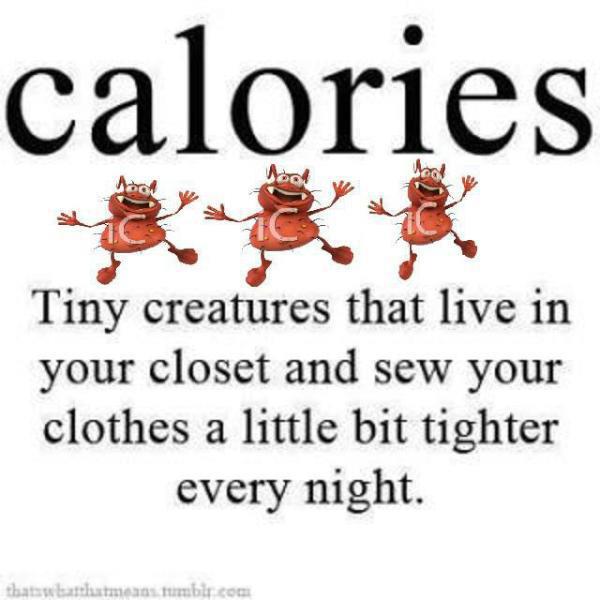 calories
iC iC iC
Tiny creatures that live in
your closet and sew your
clothes a little bit tighter
every night.
thatswhatthatmeans.tumblr.com